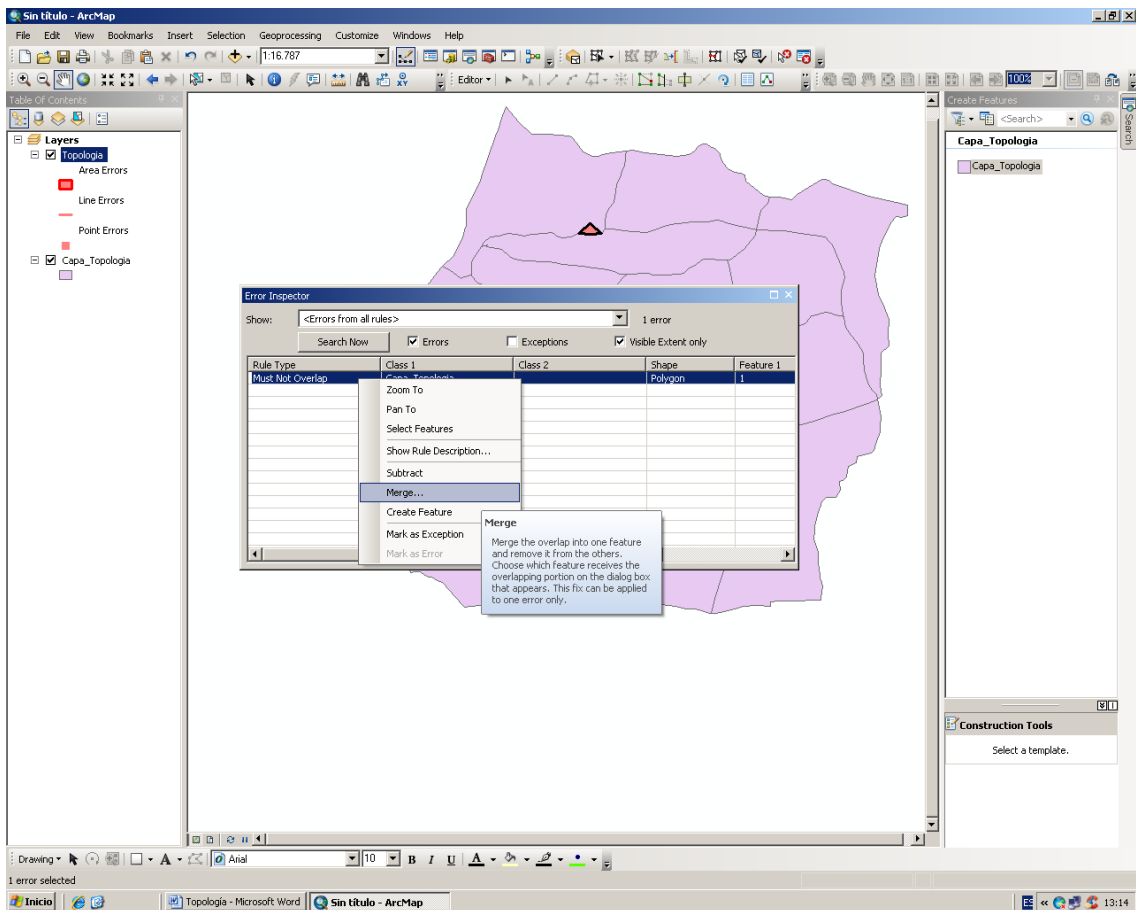 Sin título - ArcMap
File Edit View Bookmarks Insert Selection Geoprocessing Customize Windows Help
1:16.787
Editor
100%
Table Of Contents
Layers
Topologia
Area Errors
Line Errors
Point Errors
Capa_Topologia
Create Features
<Search>
Capa_Topologia
Capa_Topologia
Search
Error Inspector
Show: <Errors from all rules> 1 error
Search Now Errors Exceptions Visible Extent only
Rule Type Class 1 Class 2 Shape Feature 1
Must Not Overlap Capa_Topologia Polygon 1
Zoom To
Pan To
Select Features
Show Rule Description...
Subtract
Merge...
Create Feature
Mark as Exception
Mark as Error
Merge
Merge the overlap into one feature
and remove it from the others.
Choose which feature receives the
overlapping portion on the dialog box
that appears. This fix can be applied
to one error only.
Construction Tools
Select a template.
Drawing A Arial 10 B I U A
1 error selected
Inicio Topología - Microsoft Word Sin título - ArcMap ES « 13:14